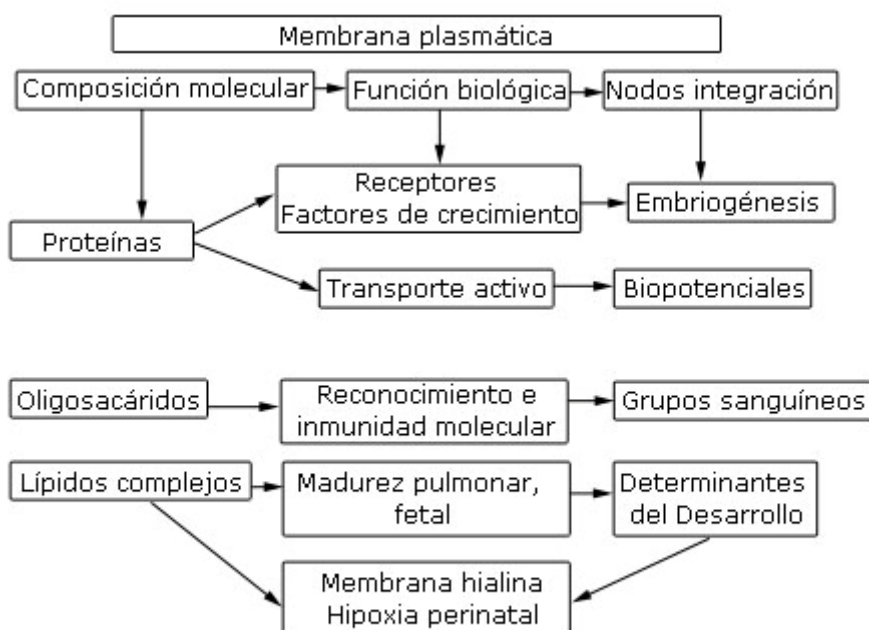 Membrana plasmática
Composición molecular
Función biológica
Nodos integración
Receptores
Factores de crecimiento
Embriogénesis
Proteínas
Transporte activo
Biopotenciales
Oligosacáridos
Reconocimiento e
inmunidad molecular
Grupos sanguíneos
Lípidos complejos
Madurez pulmonar,
fetal
Determinantes
del Desarrollo
Membrana hialina
Hipoxia perinatal